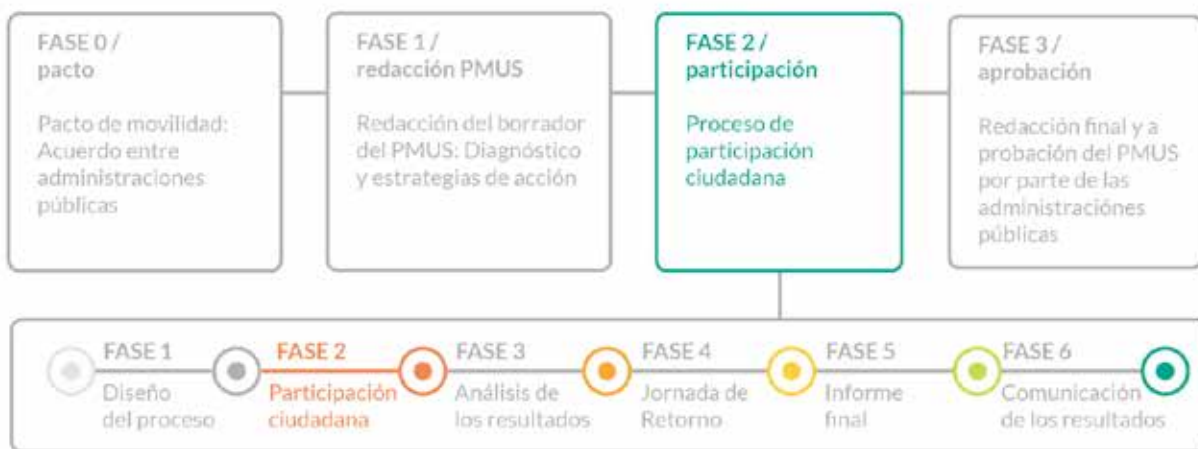 FASE 0 /
pacto
Pacto de movilidad:
Acuerdo entre
administraciones
públicas
FASE 1 /
redacción PMUS
Redacción del borrador
del PMUS: Diagnóstico
y estrategias de acción
FASE 2 /
participación
Proceso de
participación
ciudadana
FASE 3 /
aprobación
Redacción final y a
probación del PMUS
por parte de las
administraciónes
públicas
FASE 1
Diseño
del proceso
FASE 2
Participación
ciudadana
FASE 3
Análisis de
los resultados
FASE 4
Jornada de
Retorno
FASE 5
Informe
final
FASE 6
Comunicación
de los resultados